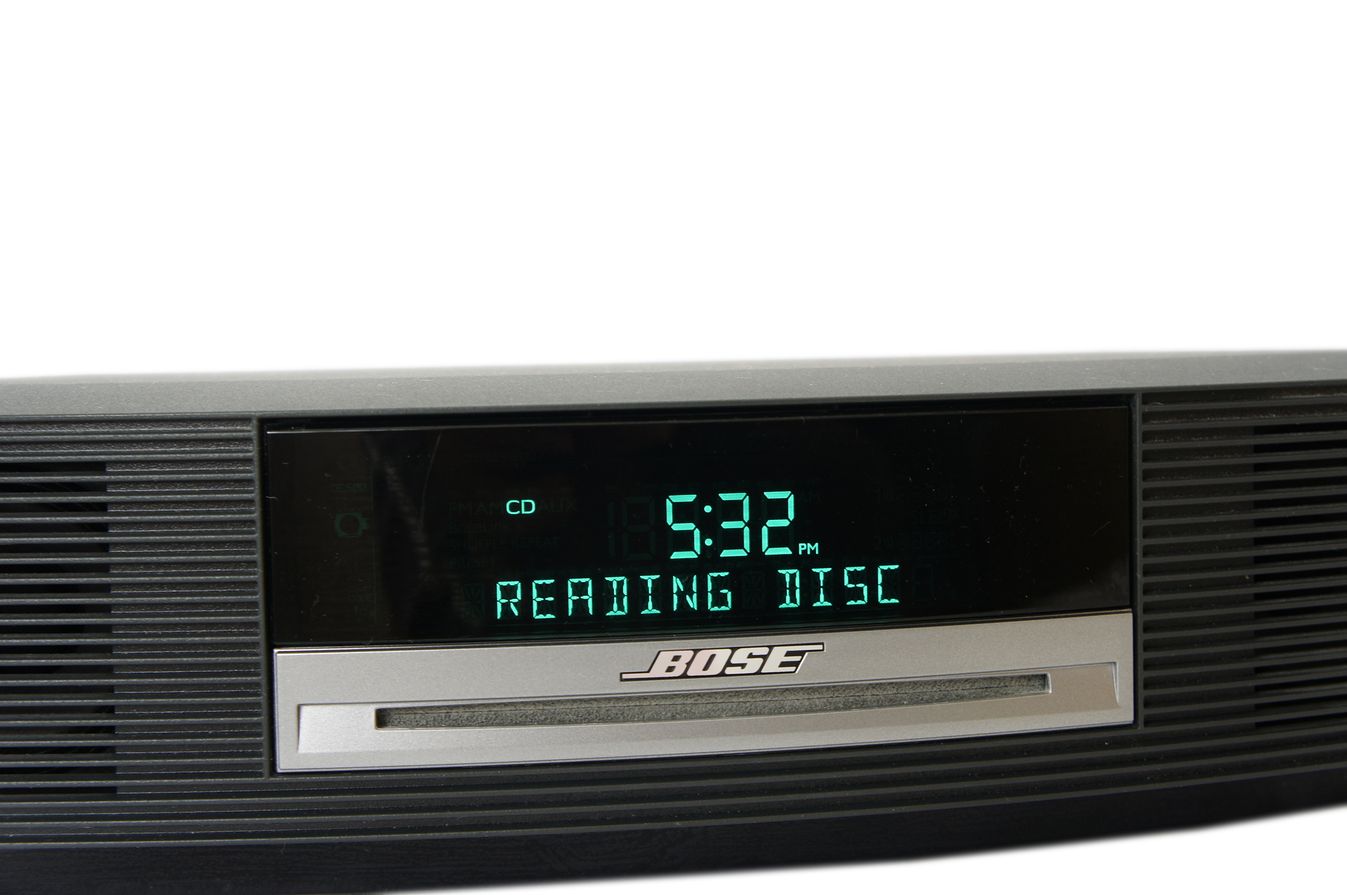 CD 5:32 PM
READING DISC
BOSE